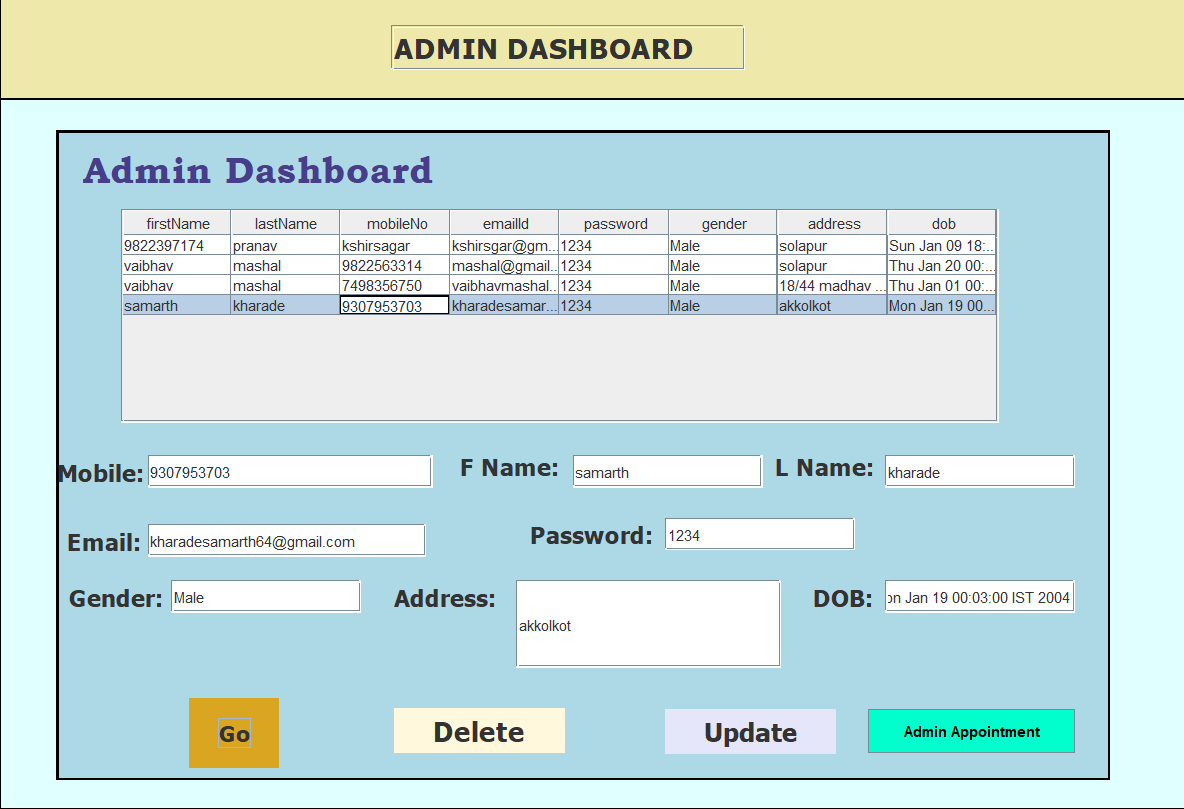 ADMIN DASHBOARD
Admin Dashboard
firstName lastName mobileNo emailId password gender address dob
9822397174 pranav kshirsagar kshirsgar@gm... 1234 Male solapur Sun Jan 09 18:...
vaibhav mashal 9822563314 mashal@gmail... 1234 Male solapur Thu Jan 20 00:...
vaibhav mashal 7498356750 vaibhavmashal... 1234 Male 18/44 madhav ... Thu Jan 01 00:...
samarth kharade 9307953703 kharadesamar... 1234 Male akkolkot Mon Jan 19 00...
Mobile: 9307953703 F Name: samarth L Name: kharade
Email: kharadesamarth64@gmail.com Password: 1234
Gender: Male Address: akkolkot DOB: on Jan 19 00:03:00 IST 2004
Go Delete Update Admin Appointment